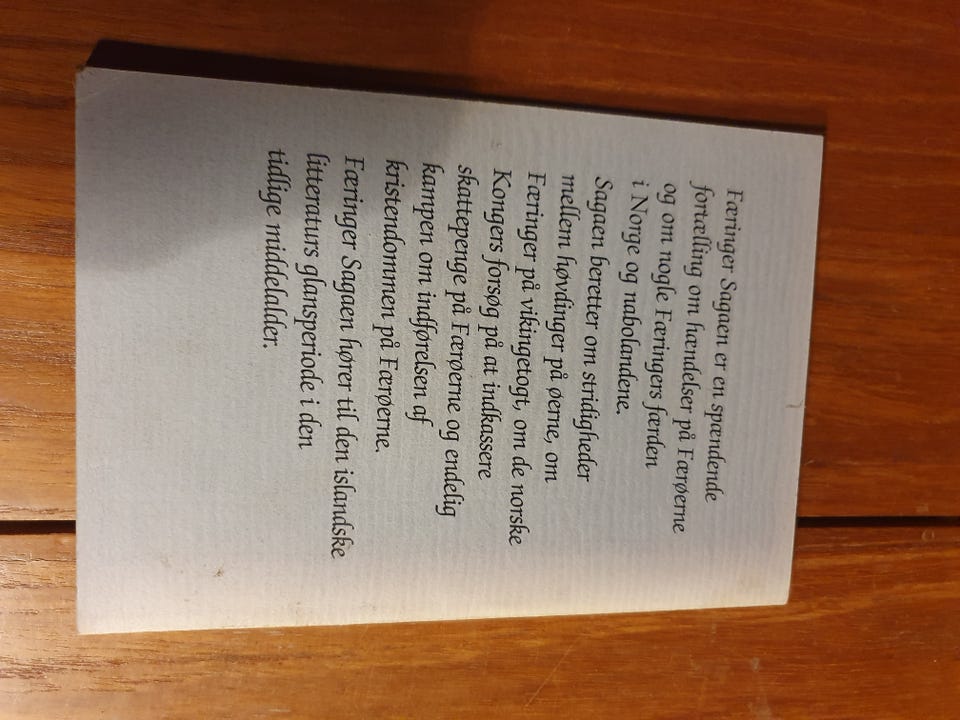 Færinger Sagaen er en spændende
fortælling om hændelser på Færøerne
og om nogle Færingers færden
i Norge og nabolandene.
Sagaen beretter om stridigheder
mellem høvdinger på øerne, om
Færinger på vikingetogt, om de norske
Kongers forsøg på at indkassere
skattepenge på Færøerne og endelig
kampen om indførelsen af
kristendommen på Færøerne.
Færinger Sagaen hører til den islandske
litteraturs glansperiode i den
tidlige middelalder.